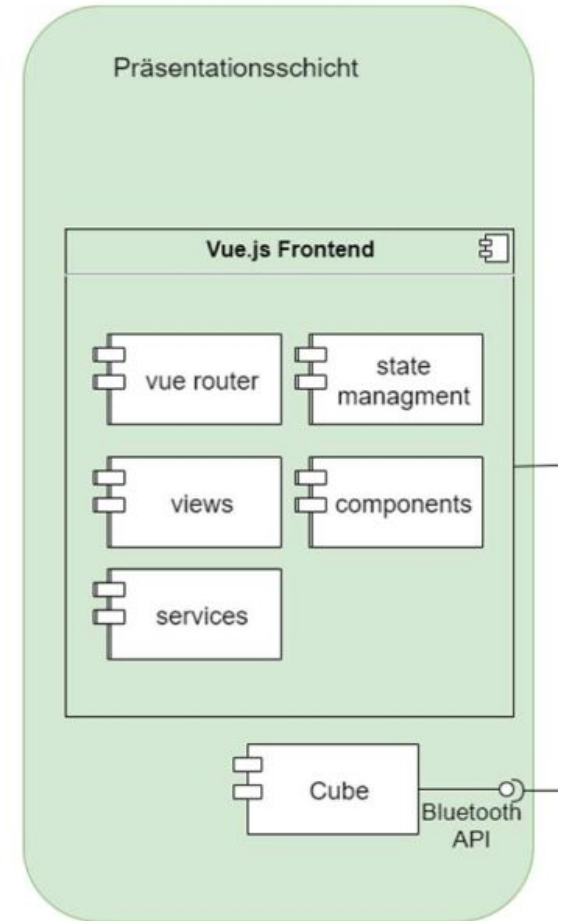 Präsentationsschicht
Vue.js Frontend
vue router
state
managment
views
components
services
Cube
Bluetooth
API